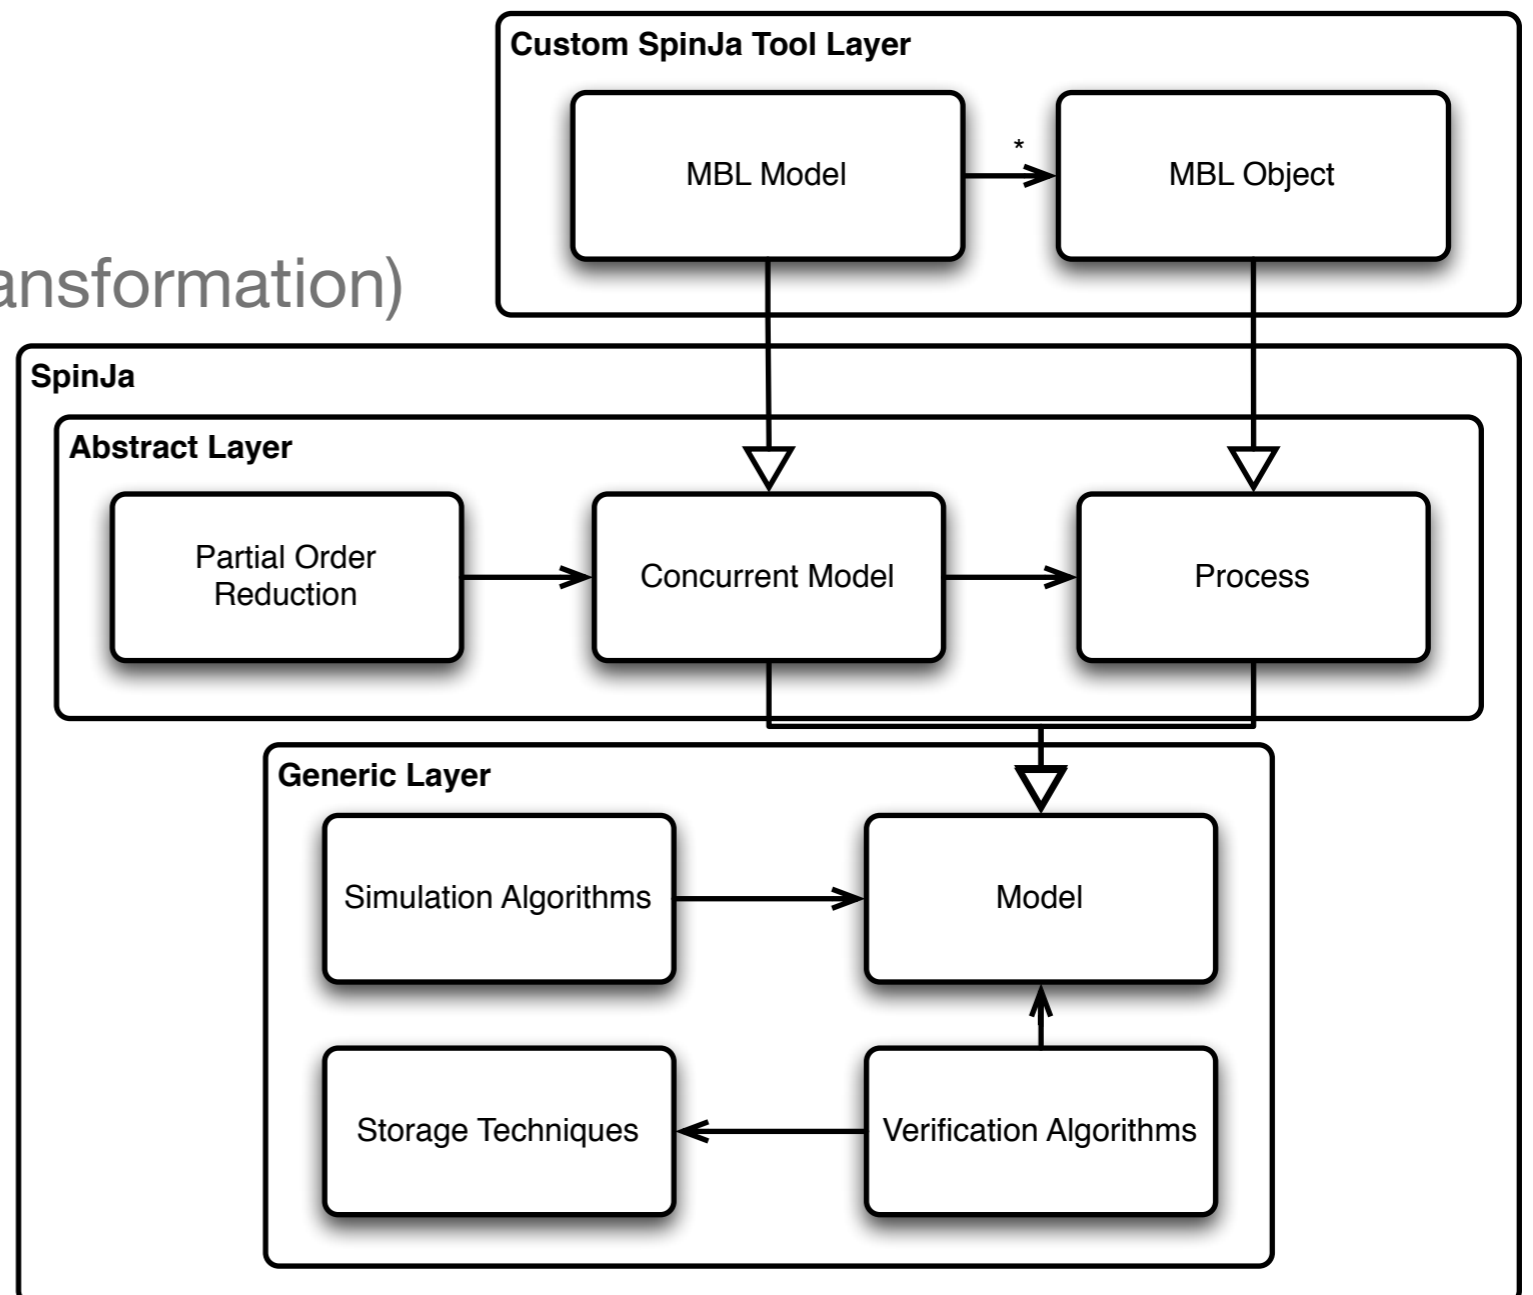 Custom SpinJa Tool Layer
MBL Model
*
MBL Object
ansformation)
SpinJa
Abstract Layer
Partial Order
Reduction
Concurrent Model
Process
Generic Layer
Simulation Algorithms
Model
Storage Techniques
Verification Algorithms